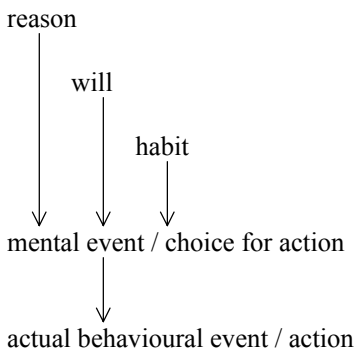 reason
will
habit
mental event / choice for action
actual behavioural event / action